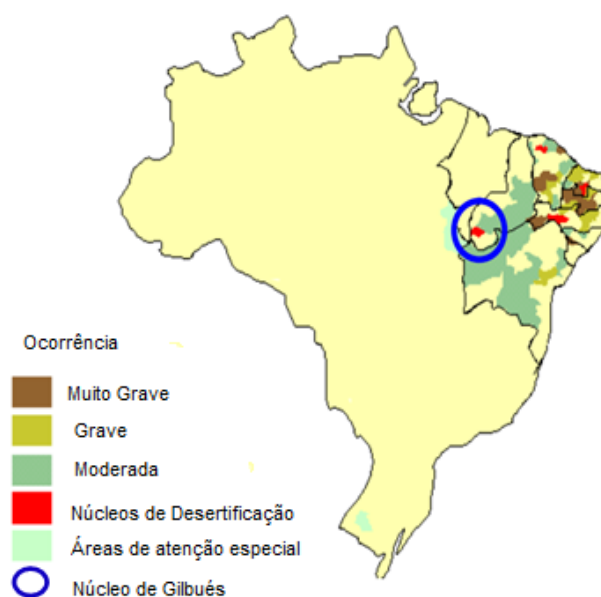 Ocorrência
Muito Grave
Grave
Moderada
Núcleos de Desertificação
Áreas de atenção especial
Núcleo de Gilbués